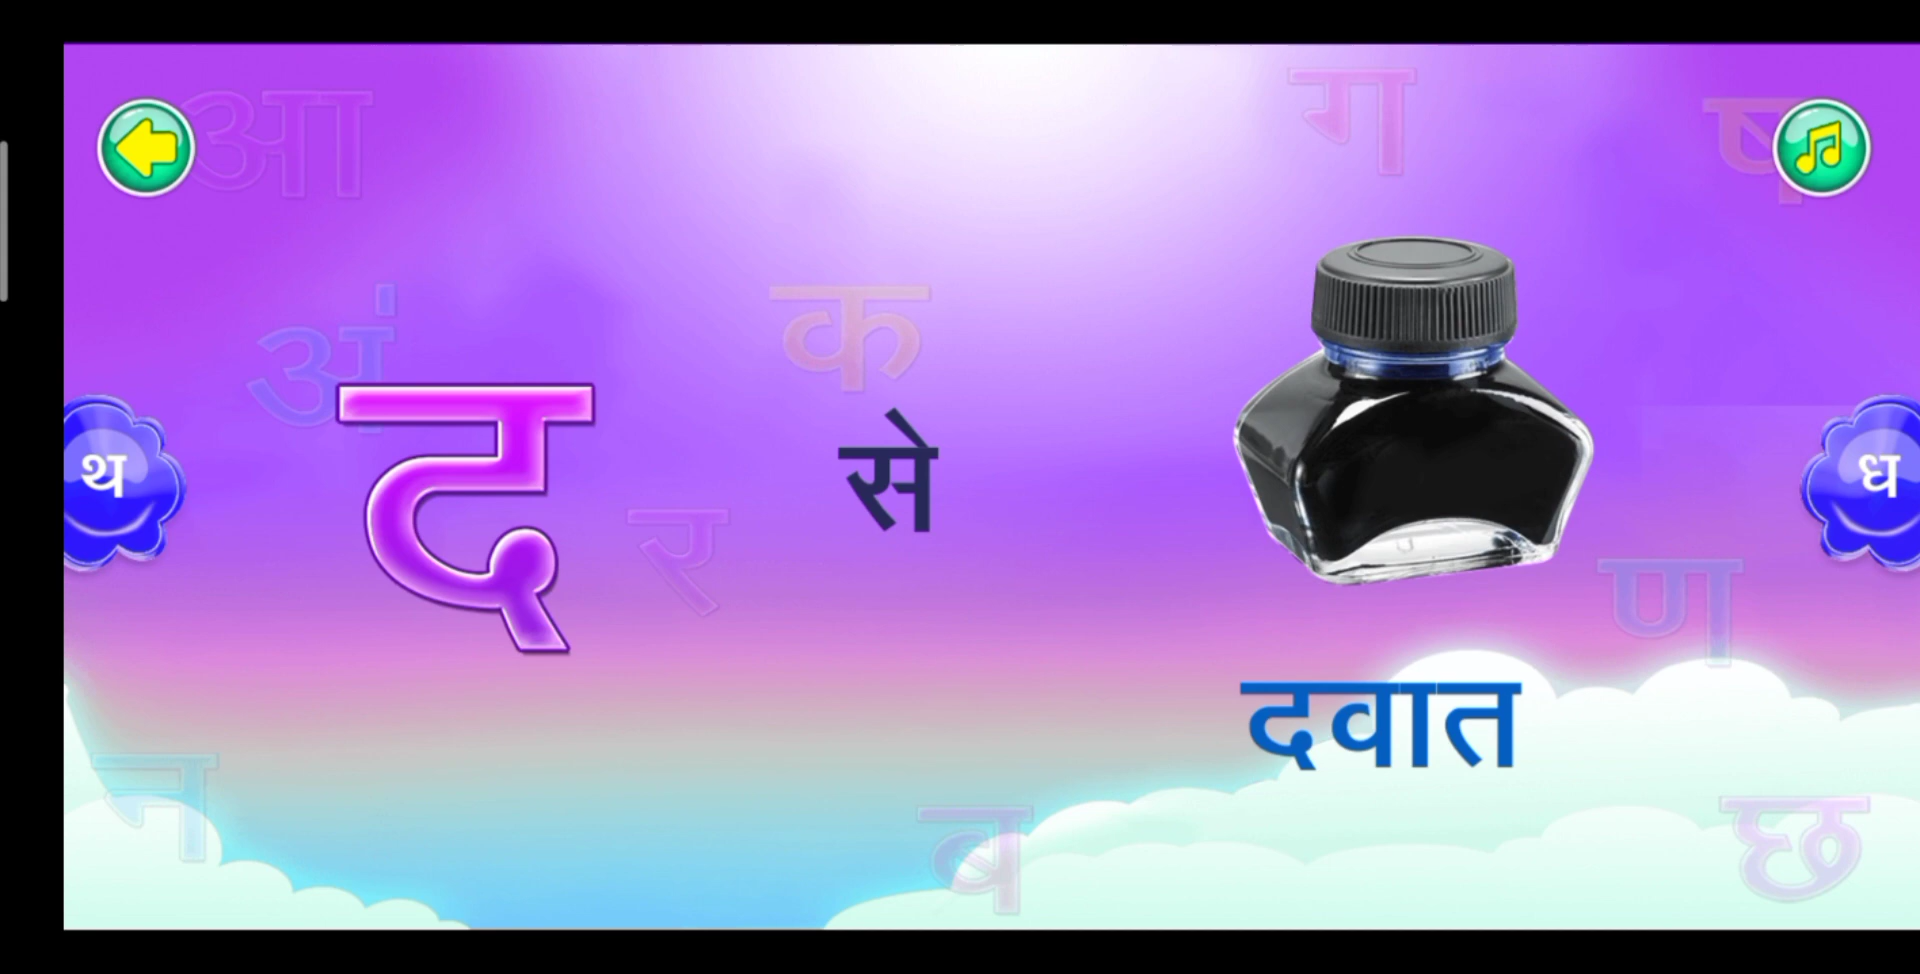 आ
ग
ष
अं
क
थ
द
से
र
ध
ण
दवात
न
ब
छ